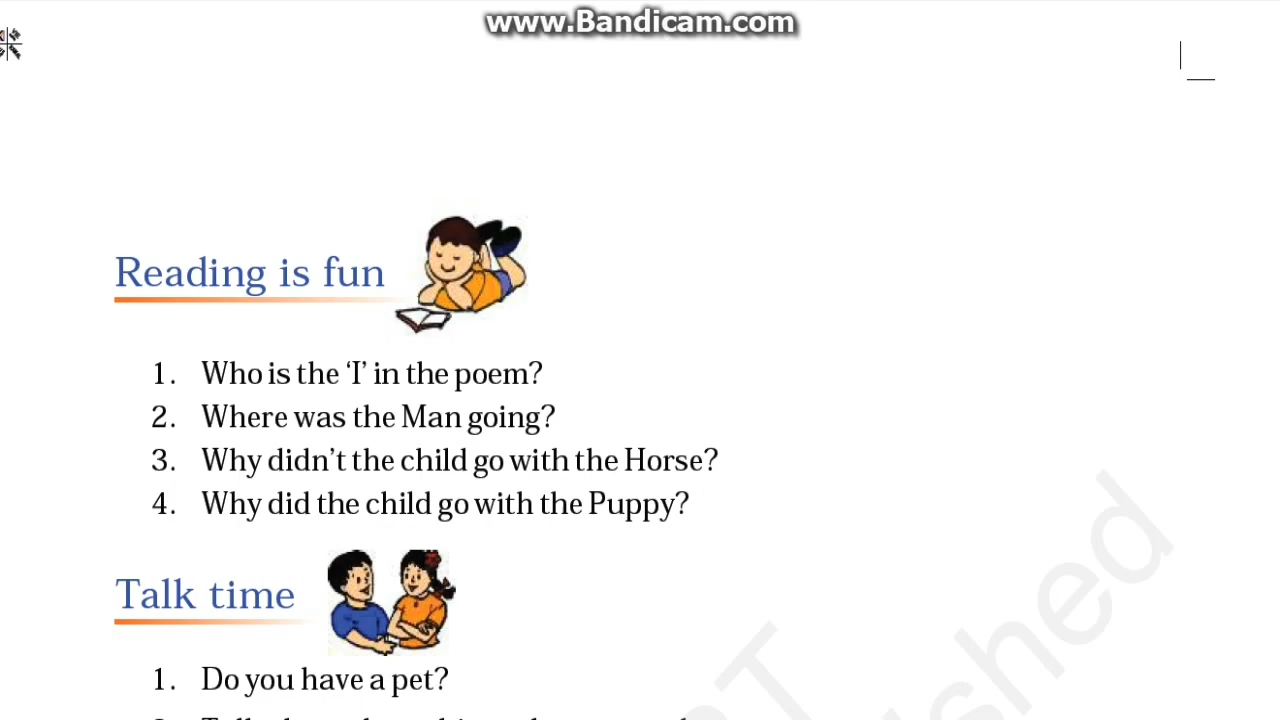 www.Bandicam.com
Reading is fun
1. Who is the ‘I’ in the poem?
2. Where was the Man going?
3. Why didn’t the child go with the Horse?
4. Why did the child go with the Puppy?
Talk time
1. Do you have a pet?